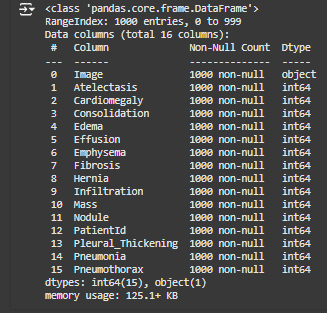 <class 'pandas.core.frame.DataFrame'>
RangeIndex: 1000 entries, 0 to 999
Data columns (total 16 columns):
 #   Column              Non-Null Count  Dtype
---  ------              --------------  -----
 0   Image               1000 non-null   object
 1   Atelectasis         1000 non-null   int64
 2   Cardiomegaly        1000 non-null   int64
 3   Consolidation       1000 non-null   int64
 4   Edema               1000 non-null   int64
 5   Effusion            1000 non-null   int64
 6   Emphysema           1000 non-null   int64
 7   Fibrosis            1000 non-null   int64
 8   Hernia              1000 non-null   int64
 9   Infiltration        1000 non-null   int64
 10  Mass                1000 non-null   int64
 11  Nodule              1000 non-null   int64
 12  PatientId           1000 non-null   int64
 13  Pleural_Thickening  1000 non-null   int64
 14  Pneumonia           1000 non-null   int64
 15  Pneumothorax        1000 non-null   int64
dtypes: int64(15), object(1)
memory usage: 125.1+ KB